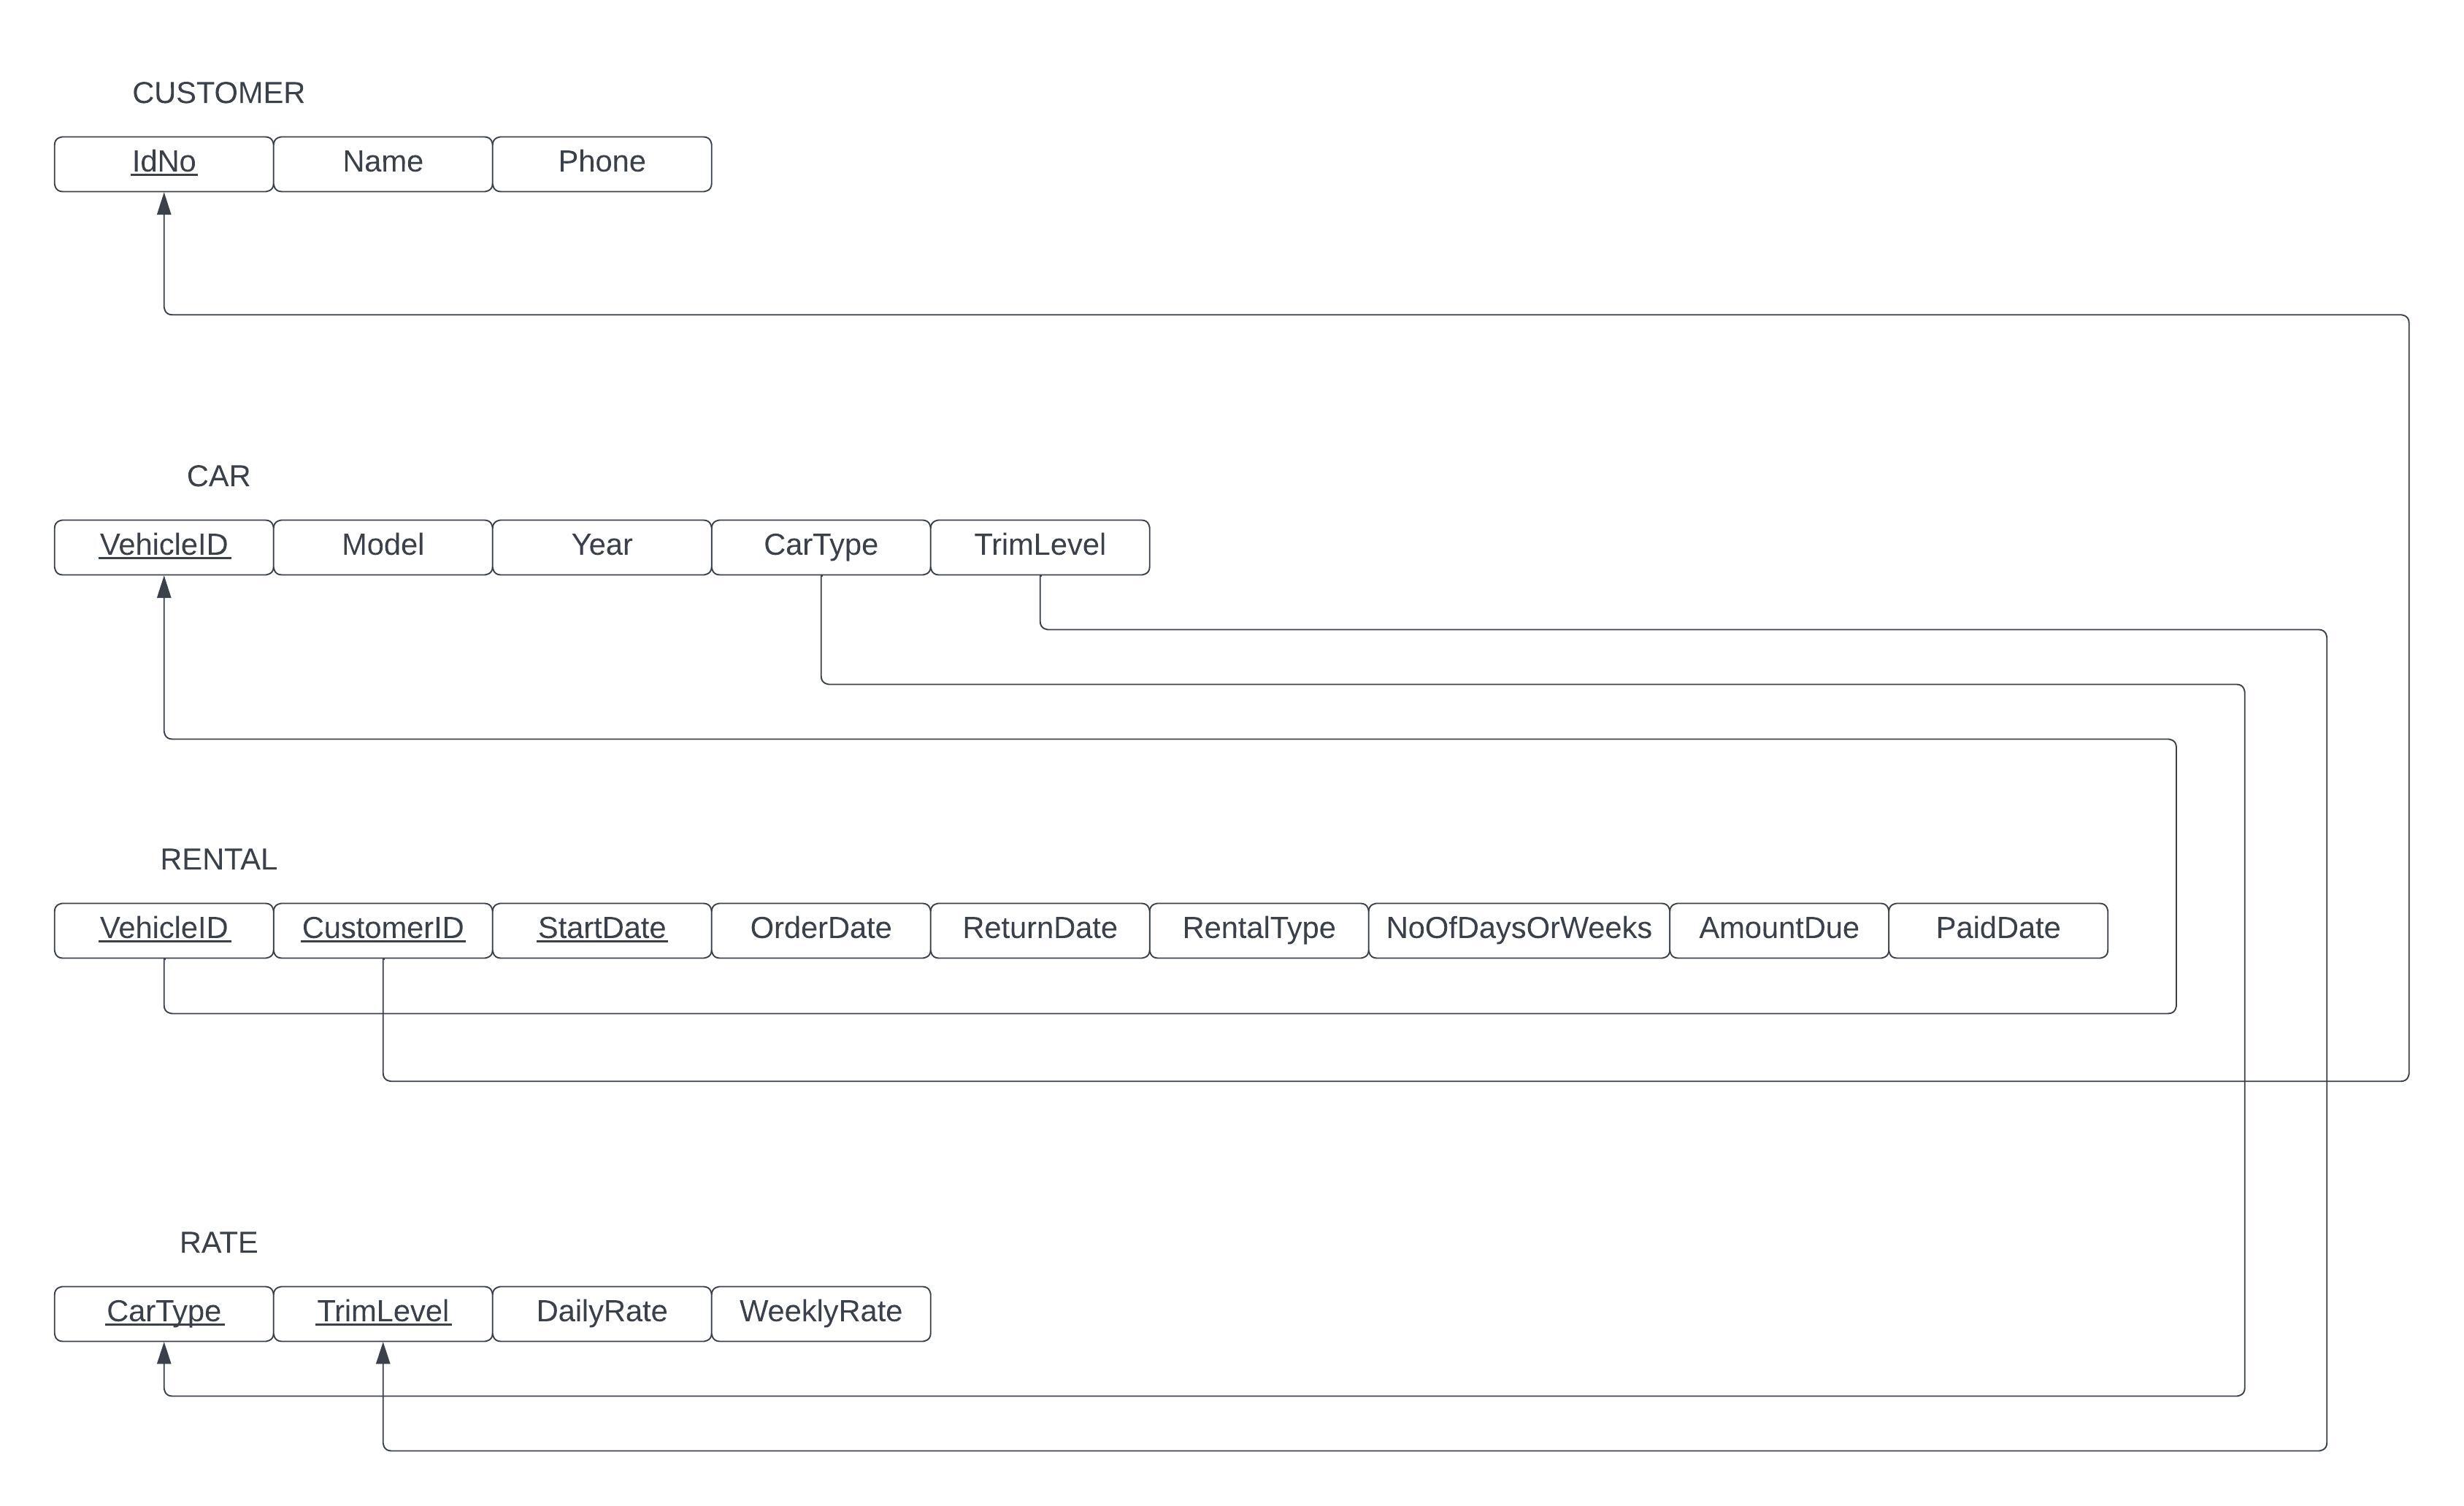 CUSTOMER
IdNo Name Phone
CAR
VehicleID Model Year CarType TrimLevel
RENTAL
VehicleID CustomerID StartDate OrderDate ReturnDate RentalType NoOfDaysOrWeeks AmountDue PaidDate
RATE
CarType TrimLevel DailyRate WeeklyRate